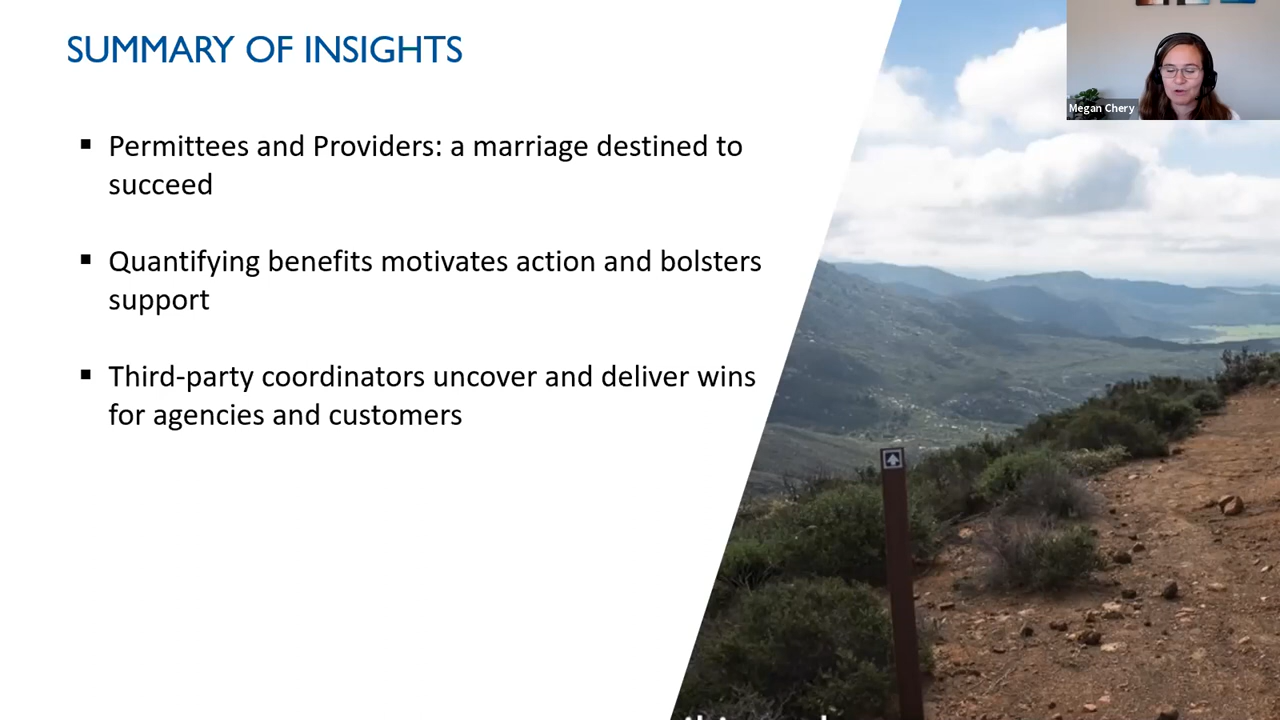 SUMMARY OF INSIGHTS
Megan Chery
▪ Permittees and Providers: a marriage destined to
succeed
▪ Quantifying benefits motivates action and bolsters
support
▪ Third-party coordinators uncover and deliver wins
for agencies and customers